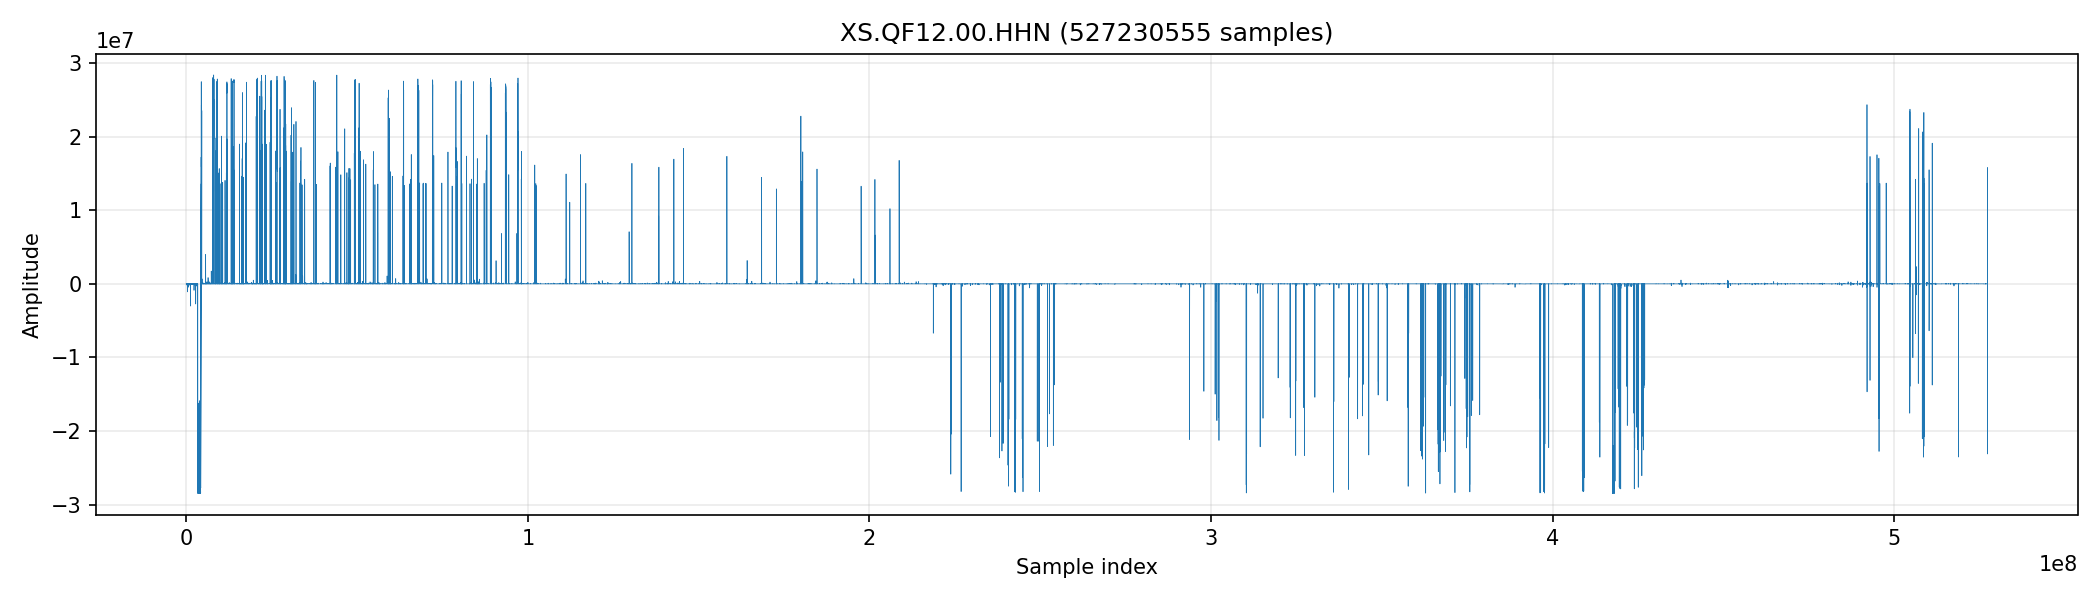 XS.QF12.00.HHN (527230555 samples)
1e7
3
2
1
0
−1
−2
−3
Amplitude
0
1
2
3
4
5
Sample index
1e8